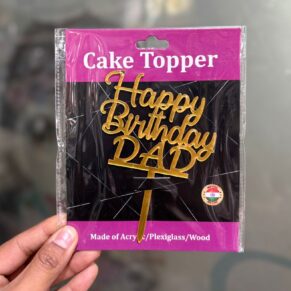 Cake Topper
Happy
Birthday
DAD
Made of Acrylic/Plexiglass/Wood